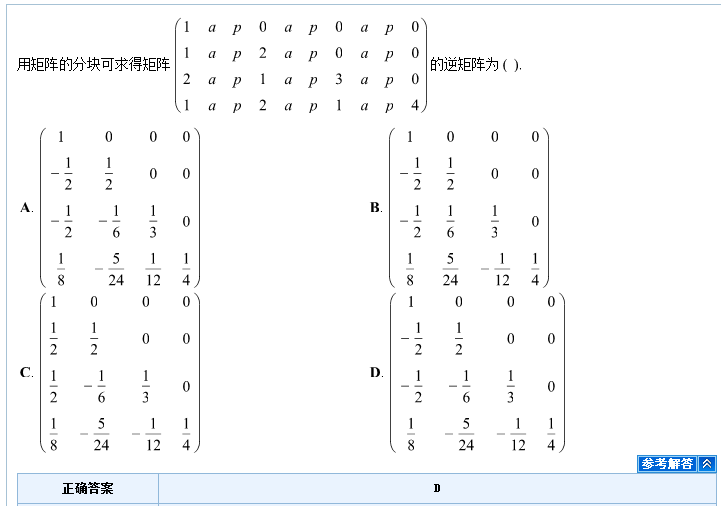 用矩阵的分块可求得矩阵 (1 a p 0 a p 0 a p 0
1 a p 2 a p 0 a p 0
2 a p 1 a p 3 a p 0
1 a p 2 a p 1 a p 4) 的逆矩阵为 ( ).
A. (1 0 0 0
-1/2 1/2 0 0
-1/2 -1/6 1/3 0
1/8 -5/24 1/12 1/4)
B. (1 0 0 0
-1/2 1/2 0 0
-1/2 1/6 1/3 0
1/8 5/24 -1/12 1/4)
C. (1 0 0 0
1/2 1/2 0 0
1/2 -1/6 1/3 0
1/8 -5/24 -1/12 1/4)
D. (1 0 0 0
-1/2 1/2 0 0
-1/2 -1/6 1/3 0
1/8 -5/24 -1/12 1/4)
参考解答
正确答案 D